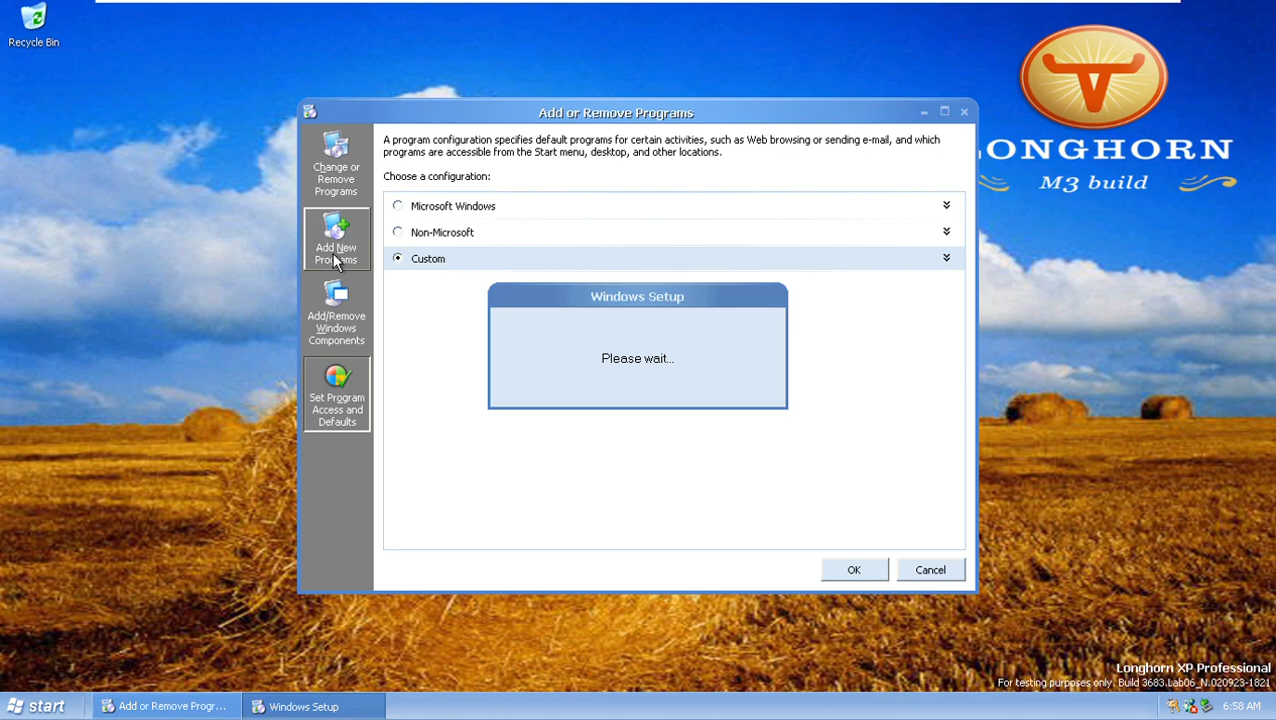 Recycle Bin
LONGHORN
M3 build
Add or Remove Programs
Change or
Remove
Programs
Add New
Programs
Add/Remove
Windows
Components
Set Program
Access and
Defaults
A program configuration specifies default programs for certain activities, such as Web browsing or sending e-mail, and which
programs are accessible from the Start menu, desktop, and other locations.
Choose a configuration:
Microsoft Windows
Non-Microsoft
Custom
Windows Setup
Please wait...
OK
Cancel
Longhorn XP Professional
For testing purposes only. Build 3683.Lab06_N.020923-1821
start
Add or Remove Progr...
Windows Setup
6:58 AM